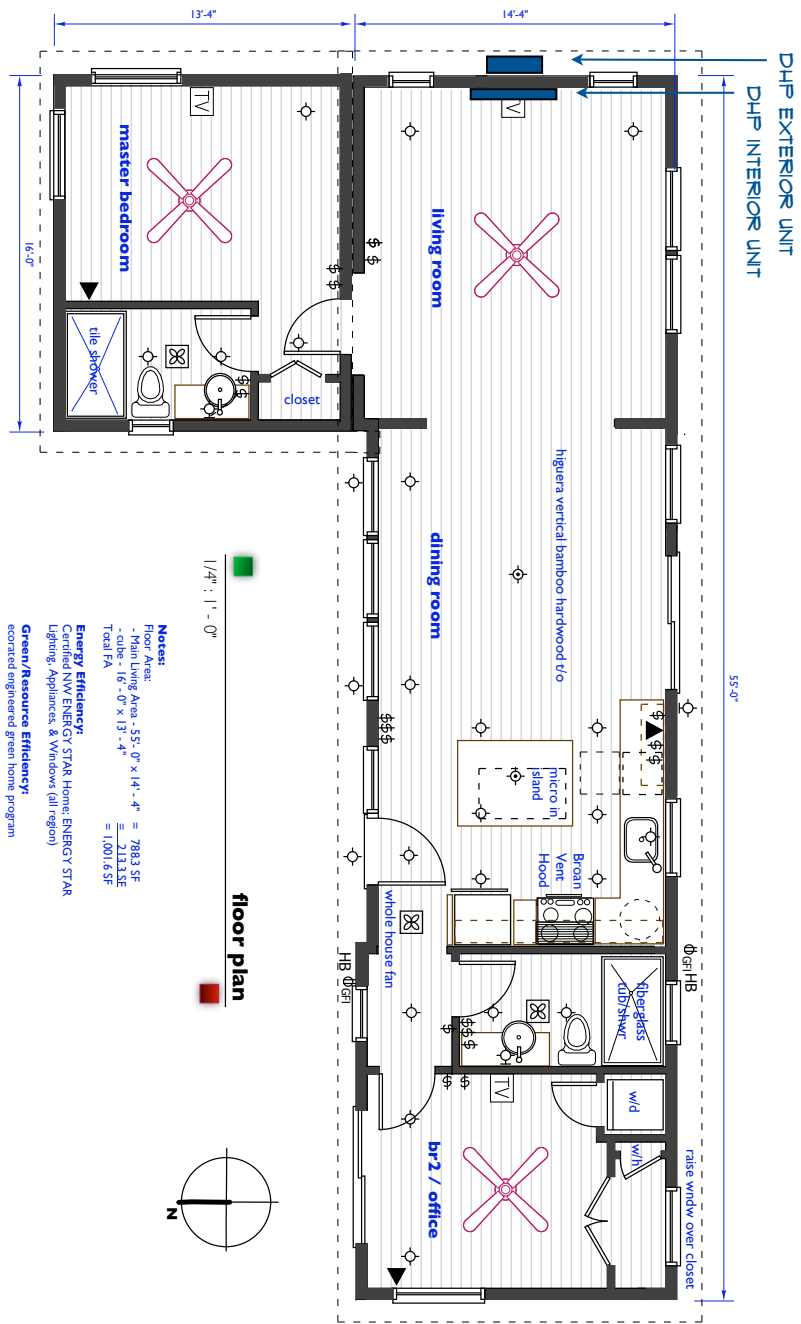 DHP EXTERIOR UNIT
DHP INTERIOR UNIT
13'-4"
14'-4"
16'-0"
55'-0"
TV
master bedroom
$$
tile shower
$$
closet
TV
living room
$$
higuera vertical bamboo hardwood t/o
dining room
$$$
$
$$
micro in
island
Broan
Vent
Hood
whole house fan
HB
GFI
GFI
HB
fiberglass
tub/shwr
$
$$$
$
$
TV
w/d
w/h
br2 / office
raise wndw over closet
floor plan
1/4" : 1' - 0"
Notes:
Floor Area:
- Main Living Area - 55'- 0" x 14' - 4" = 788.3 SF
- cube - 16' - 0" x 13' - 4" = 213.3 SF
Total FA = 1,001.6 SF
Energy Efficiency:
Certified NW ENERGY STAR Home; ENERGY STAR
Lighting, Appliances, & Windows (all region)
Green/Resource Efficiency:
ecorated engineered green home program
N